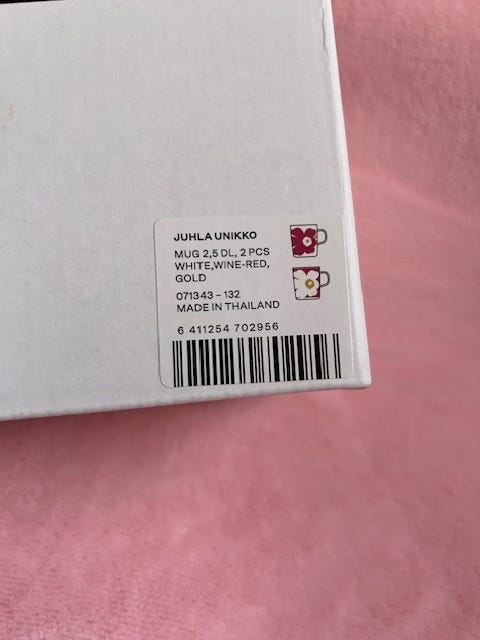 JUHLA UNIKKO
MUG 2,5 DL, 2 PCS
WHITE,WINE-RED,
GOLD
071343 - 132
MADE IN THAILAND
6 411254 702956